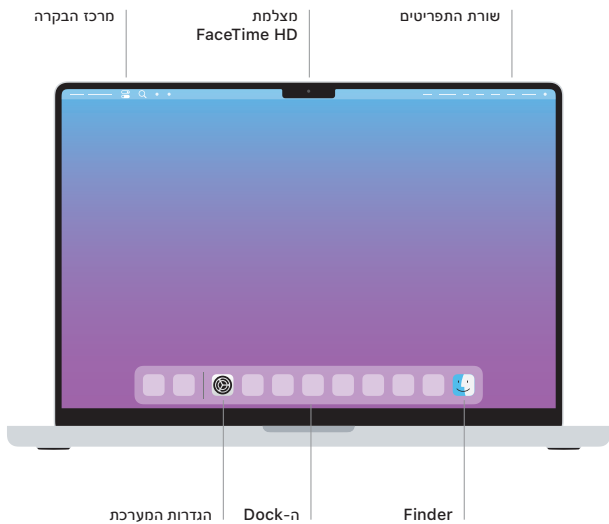 שורת התפריטים
מצלמת
FaceTime HD
מרכז הבקרה
Finder
ה-Dock
הגדרות המערכת